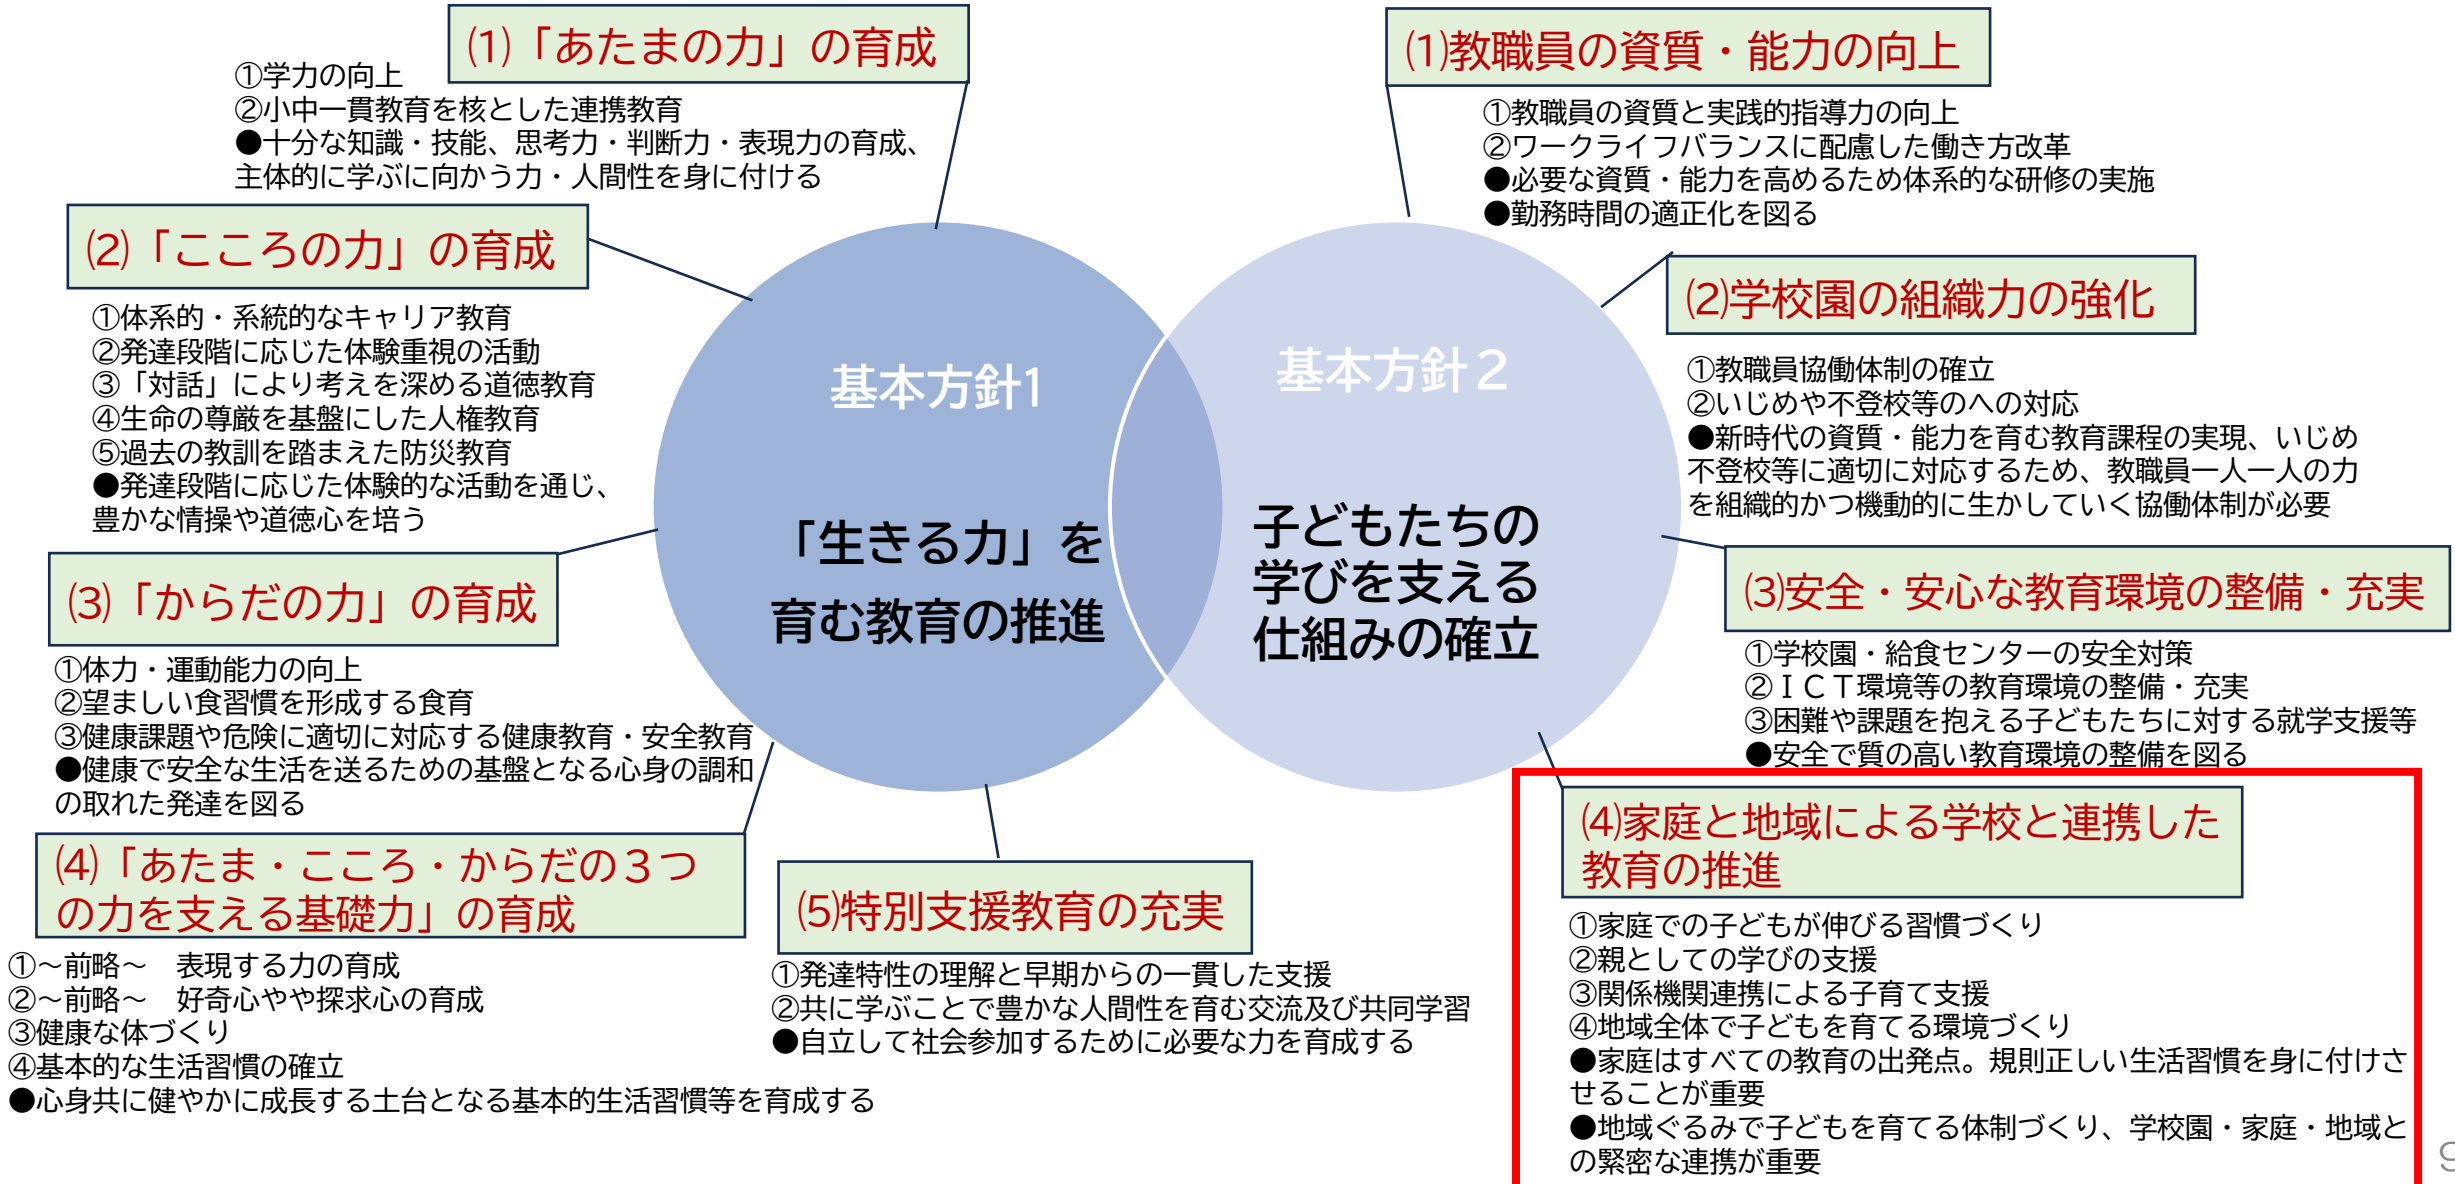 ⑴「あたまの力」の育成
①学力の向上
②小中一貫教育を核とした連携教育
●十分な知識・技能、思考力・判断力・表現力の育成、
主体的に学ぶに向かう力・人間性を身に付ける
⑵「こころの力」の育成
①体系的・系統的なキャリア教育
②発達段階に応じた体験重視の活動
③「対話」により考えを深める道徳教育
④生命の尊厳を基盤にした人権教育
⑤過去の教訓を踏まえた防災教育
●発達段階に応じた体験的な活動を通じ、
豊かな情操や道徳心を培う
⑶「からだの力」の育成
①体力・運動能力の向上
②望ましい食習慣を形成する食育
③健康課題や危険に適切に対応する健康教育・安全教育
●健康で安全な生活を送るための基盤となる心身の調和
の取れた発達を図る
⑷「あたま・こころ・からだの３つ
の力を支える基礎力」の育成
①～前略～　表現する力の育成
②～前略～　好奇心やや探求心の育成
③健康な体づくり
④基本的な生活習慣の確立
●心身共に健やかに成長する土台となる基本的生活習慣等を育成する
⑸特別支援教育の充実
①発達特性の理解と早期からの一貫した支援
②共に学ぶことで豊かな人間性を育む交流及び共同学習
●自立して社会参加するために必要な力を育成する
基本方針1
「生きる力」を
育む教育の推進
基本方針２
子どもたちの
学びを支える
仕組みの確立
⑴教職員の資質・能力の向上
①教職員の資質と実践的指導力の向上
②ワークライフバランスに配慮した働き方改革
●必要な資質・能力を高めるため体系的な研修の実施
●勤務時間の適正化を図る
⑵学校園の組織力の強化
①教職員協働体制の確立
②いじめや不登校等のへの対応
●新時代の資質・能力を育む教育課程の実現、いじめ
不登校等に適切に対応するため、教職員一人一人の力
を組織的かつ機動的に生かしていく協働体制が必要
⑶安全・安心な教育環境の整備・充実
①学校園・給食センターの安全対策
②ＩＣＴ環境等の教育環境の整備・充実
③困難や課題を抱える子どもたちに対する就学支援等
●安全で質の高い教育環境の整備を図る
⑷家庭と地域による学校と連携した
教育の推進
①家庭での子どもが伸びる習慣づくり
②親としての学びの支援
③関係機関連携による子育て支援
④地域全体で子どもを育てる環境づくり
●家庭はすべての教育の出発点。規則正しい生活習慣を身に付けさ
せることが重要
●地域ぐるみで子どもを育てる体制づくり、学校園・家庭・地域と
の緊密な連携が重要
9